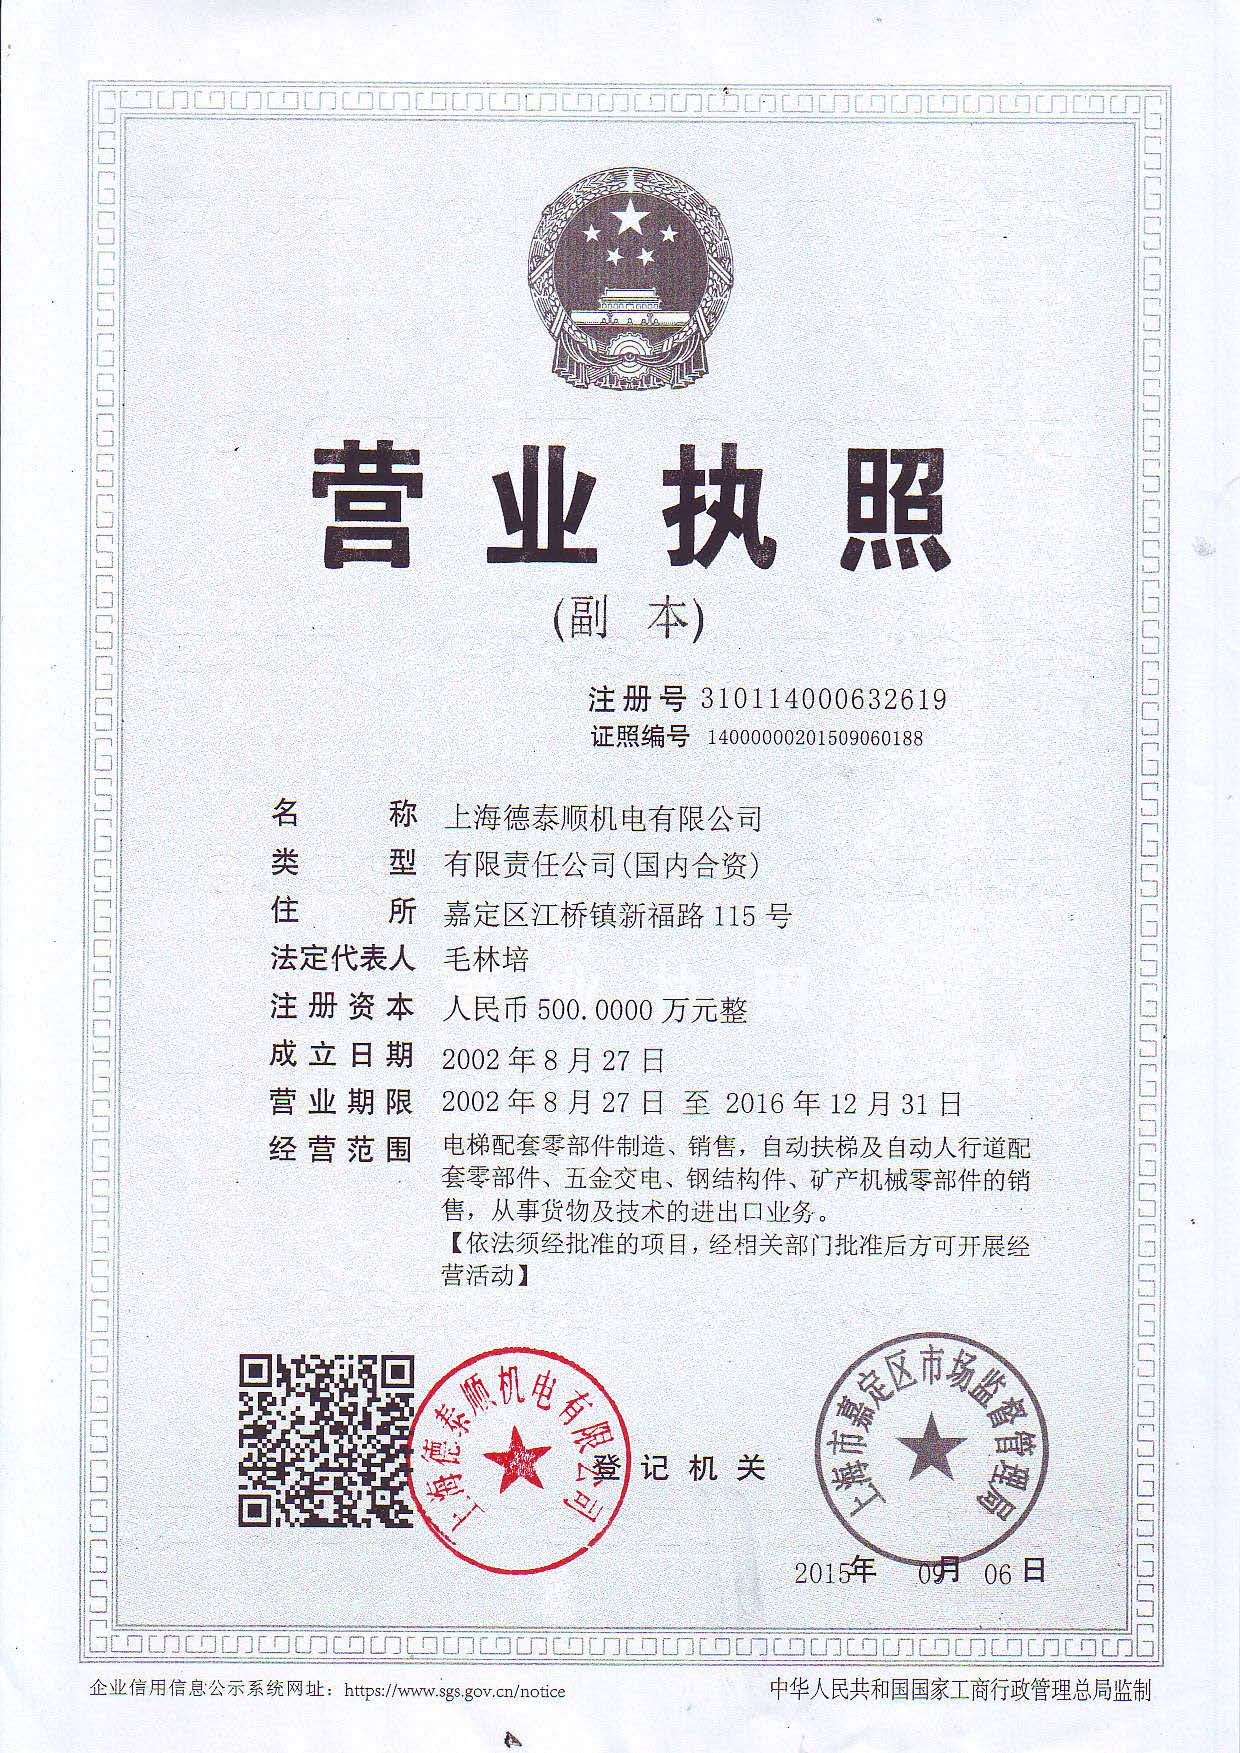 营业执照
(副 本)
注册号 310114000632619
证照编号 14000000201509060188
名 称 上海德泰顺机电有限公司
类 型 有限责任公司(国内合资)
住 所 嘉定区江桥镇新福路 115 号
法定代表人 毛林培
注册资本 人民币 500.0000 万元整
成立日期 2002 年 8 月 27 日
营业期限 2002 年 8 月 27 日 至 2016 年 12 月 31 日
经营范围 电梯配套零部件制造、销售，自动扶梯及自动人行道配
套零部件、五金交电、钢结构件、矿产机械零部件的销
售，从事货物及技术的进出口业务。
【依法须经批准的项目，经相关部门批准后方可开展经
营活动】
上海德泰顺机电有限公司
登记机关
上海市嘉定区市场监督管理局
2015年 09月 06日
企业信用信息公示系统网址：https://www.sgs.gov.cn/notice
中华人民共和国国家工商行政管理总局监制